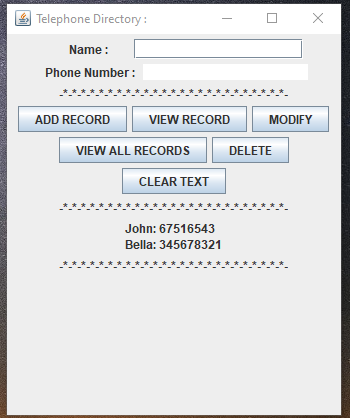 Telephone Directory :
Name :
Phone Number :
-*-*-*-*-*-*-*-*-*-*-*-*-*-*-*-*-*-*-*-*-*-*-*-
ADD RECORD VIEW RECORD MODIFY
VIEW ALL RECORDS DELETE
CLEAR TEXT
-*-*-*-*-*-*-*-*-*-*-*-*-*-*-*-*-*-*-*-*-*-*-*-
John: 67516543
Bella: 345678321
-*-*-*-*-*-*-*-*-*-*-*-*-*-*-*-*-*-*-*-*-*-*-*-